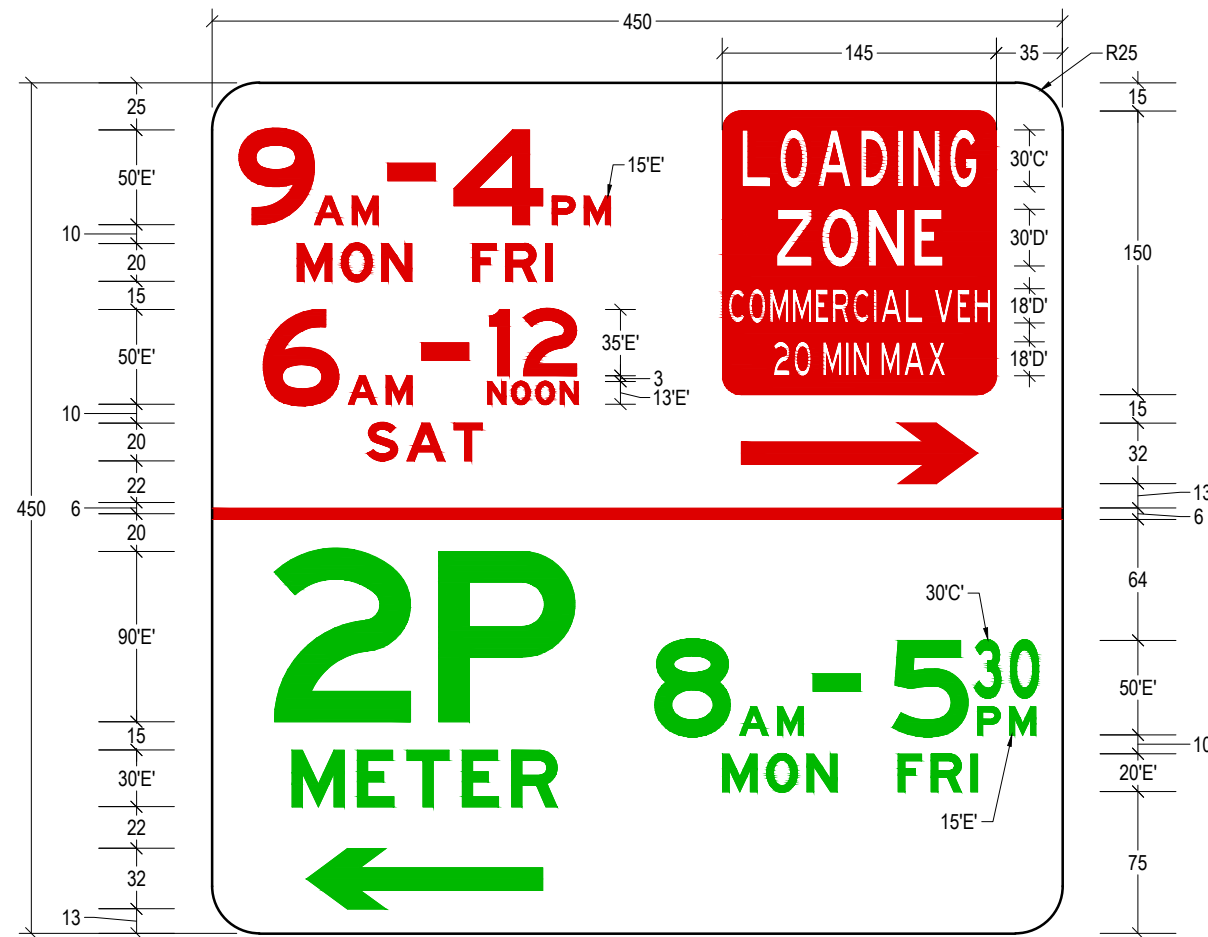 450
145
35
R25
9AM-4PM
MON FRI
6AM-12NOON
SAT
LOADING
ZONE
COMMERCIAL VEH
20 MIN MAX
2P
METER
8AM-530PM
MON FRI
450
25
50'E'
10
20
15
50'E'
10
20
22
6
20
90'E'
15
30'E'
22
32
13
15'E'
35'E'
3
13'E'
30'C'
30'D'
18'D'
18'D'
30'C'
15'E'
15
150
15
32
13
6
64
50'E'
10
20'E'
75